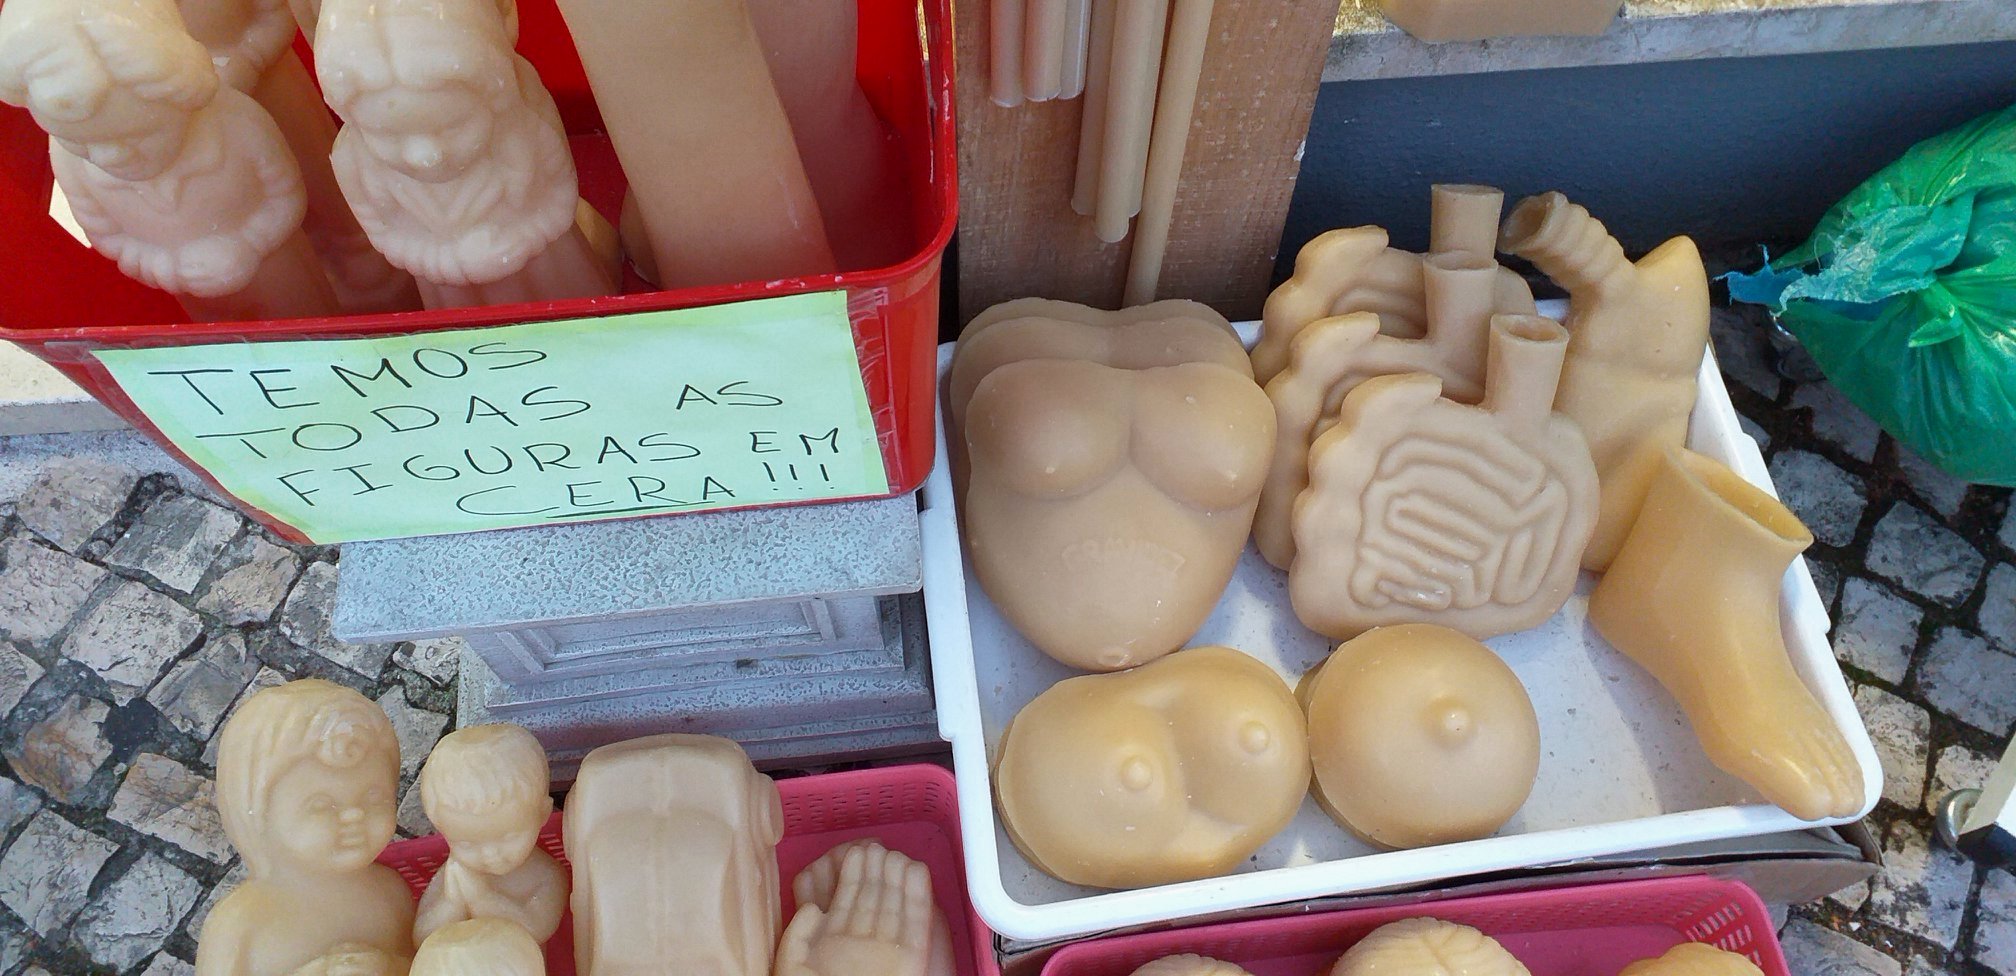 TEMOS
TODAS AS
FIGURAS EM
CERA!!!